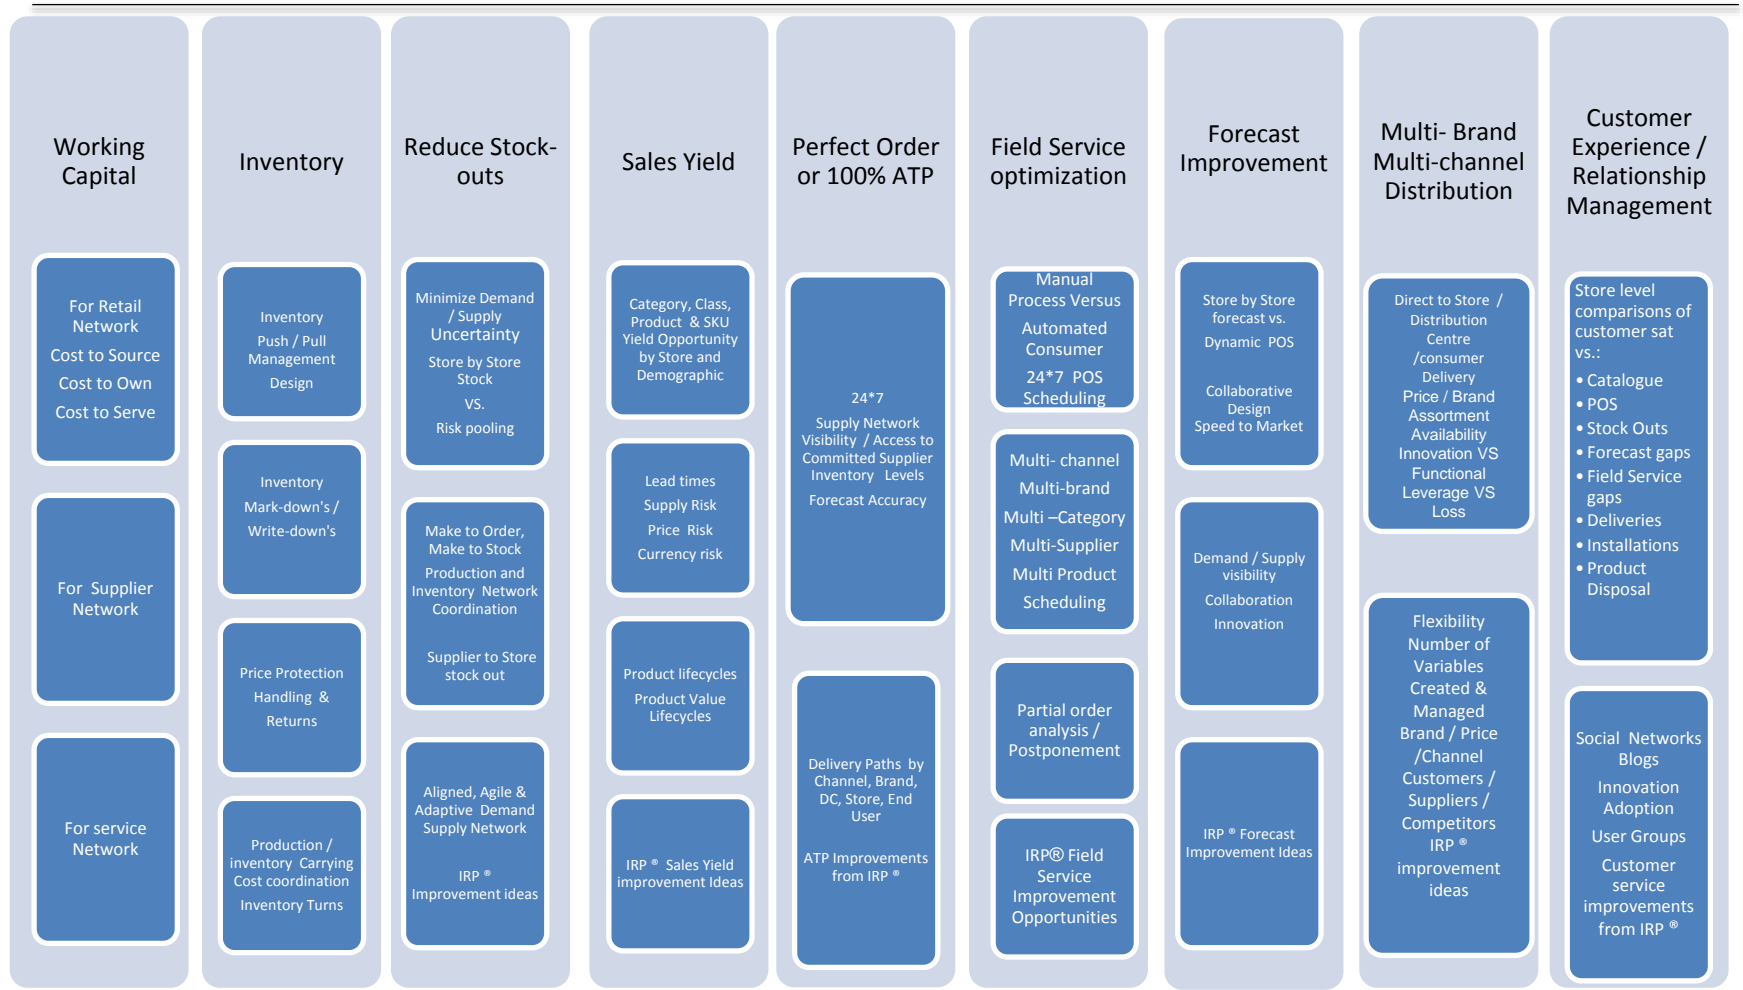 Working
Capital
For Retail
Network
Cost to Source
Cost to Own
Cost to Serve
For  Supplier
Network
For service
Network
Inventory
Inventory
Push / Pull
Management
Design
Inventory
Mark-down's /
Write-down's
Price Protection
Handling  &
Returns
Production /
inventory  Carrying
Cost coordination
Inventory Turns
Reduce Stock-
outs
Minimize Demand
/ Supply
Uncertainty
Store by Store
Stock
VS.
Risk pooling
Make to Order,
Make to Stock
Production and
Inventory  Network
Coordination
Supplier to Store
stock out
Aligned, Agile &
Adaptive  Demand
Supply Network
IRP ®
Improvement ideas
Sales Yield
Category, Class,
Product  & SKU
Yield Opportunity
by Store and
Demographic
Lead times
Supply Risk
Price  Risk
Currency risk
Product lifecycles
Product Value
Lifecycles
IRP ®  Sales Yield
improvement Ideas
Perfect Order
or 100% ATP
24*7
Supply Network
Visibility  / Access to
Committed Supplier
Inventory   Levels
Forecast Accuracy
Delivery Paths  by
Channel, Brand,
DC, Store, End
User
ATP Improvements
from IRP ®
Field Service
optimization
Manual
Process Versus
Automated
Consumer
24*7  POS
Scheduling
Multi- channel
Multi-brand
Multi –Category
Multi-Supplier
Multi Product
Scheduling
Partial order
analysis /
Postponement
IRP® Field
Service
Improvement
Opportunities
Forecast
Improvement
Store by Store
forecast vs.
Dynamic  POS
Collaborative
Design
Speed to Market
Demand / Supply
visibility
Collaboration
Innovation
IRP ® Forecast
Improvement Ideas
Multi- Brand
Multi-channel
Distribution
Direct to Store  /
Distribution
Centre
/consumer
Delivery
Price / Brand
Assortment
Availability
Innovation VS
Functional
Leverage VS
Loss
Flexibility
Number of
Variables
Created &
Managed
Brand / Price
/Channel
Customers /
Suppliers /
Competitors
IRP ®
improvement
ideas
Customer
Experience /
Relationship
Management
Store level
comparisons of
customer sat
vs.:
• Catalogue
• POS
• Stock Outs
• Forecast gaps
• Field Service
gaps
• Deliveries
• Installations
• Product
Disposal
Social  Networks
Blogs
Innovation
Adoption
User Groups
Customer
service
improvements
from IRP ®